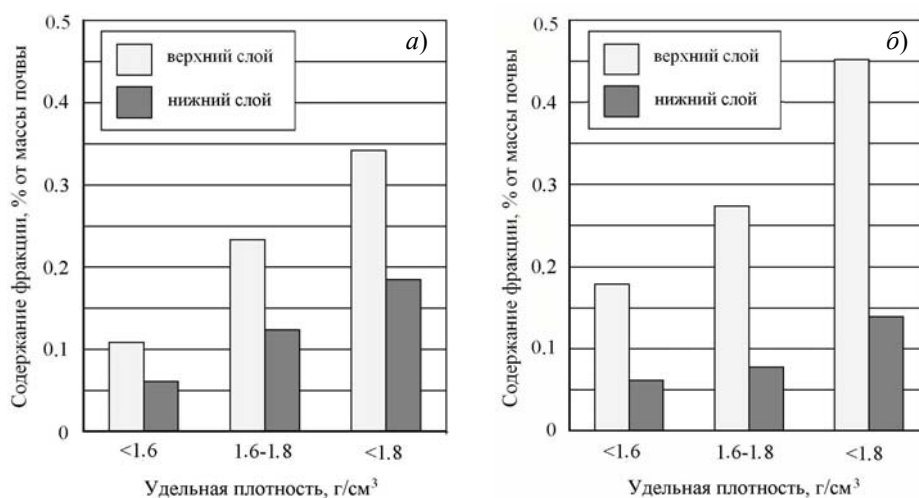 Содержание фракции, % от массы почвы
0.5
0.4
0.3
0.2
0.1
0
а)
верхний слой
нижний слой
<1.6
1.6-1.8
<1.8
Удельная плотность, г/см³
Содержание фракции, % от массы почвы
0.5
0.4
0.3
0.2
0.1
0
б)
верхний слой
нижний слой
<1.6
1.6-1.8
<1.8
Удельная плотность, г/см³